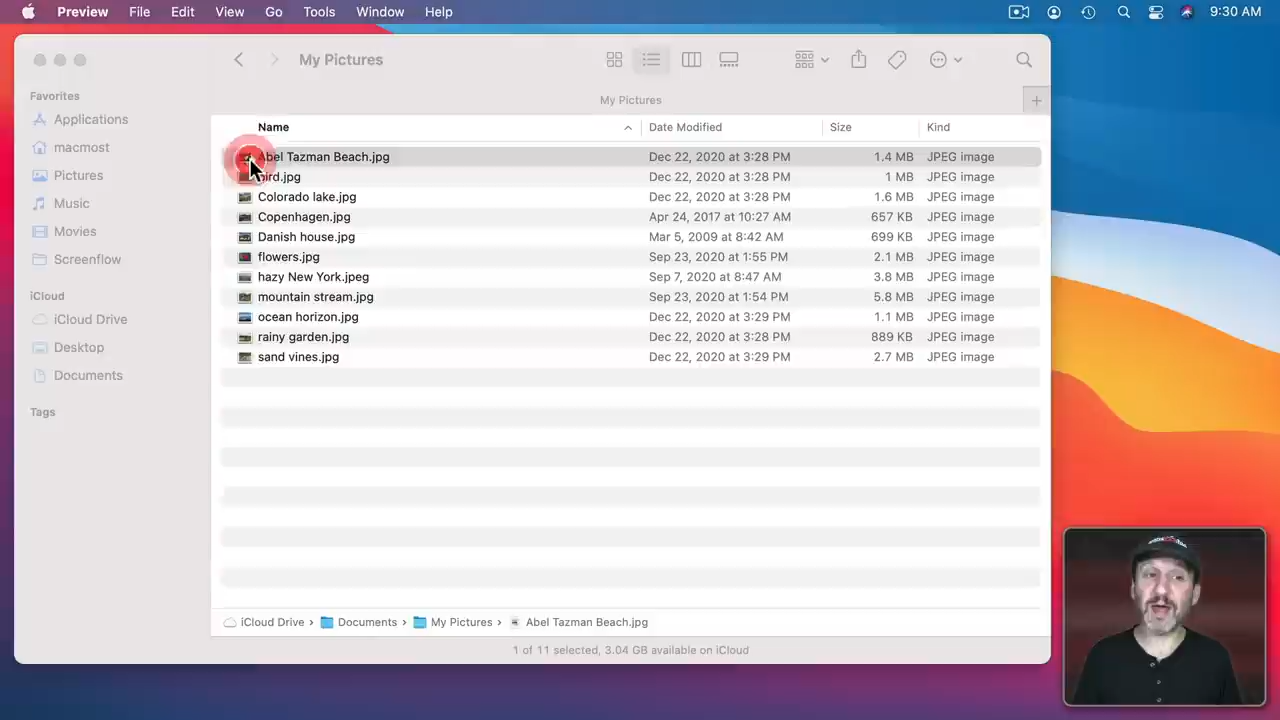 Preview File Edit View Go Tools Window Help 9:30 AM
My Pictures
Favorites
Applications
macmost
Pictures
Music
Movies
Screenflow
iCloud
iCloud Drive
Desktop
Documents
Tags
My Pictures
Name Date Modified Size Kind
Abel Tazman Beach.jpg Dec 22, 2020 at 3:28 PM 1.4 MB JPEG image
bird.jpg Dec 22, 2020 at 3:28 PM 1 MB JPEG image
Colorado lake.jpg Dec 22, 2020 at 3:28 PM 1.6 MB JPEG image
Copenhagen.jpg Apr 24, 2017 at 10:27 AM 657 KB JPEG image
Danish house.jpg Mar 5, 2009 at 8:42 AM 699 KB JPEG image
flowers.jpg Sep 23, 2020 at 1:55 PM 2.1 MB JPEG image
hazy New York.jpeg Sep 7, 2020 at 8:47 AM 3.8 MB JPEG image
mountain stream.jpg Sep 23, 2020 at 1:54 PM 5.8 MB JPEG image
ocean horizon.jpg Dec 22, 2020 at 3:29 PM 1.1 MB JPEG image
rainy garden.jpg Dec 22, 2020 at 3:28 PM 889 KB JPEG image
sand vines.jpg Dec 22, 2020 at 3:29 PM 2.7 MB JPEG image
iCloud Drive › Documents › My Pictures › Abel Tazman Beach.jpg
1 of 11 selected, 3.04 GB available on iCloud